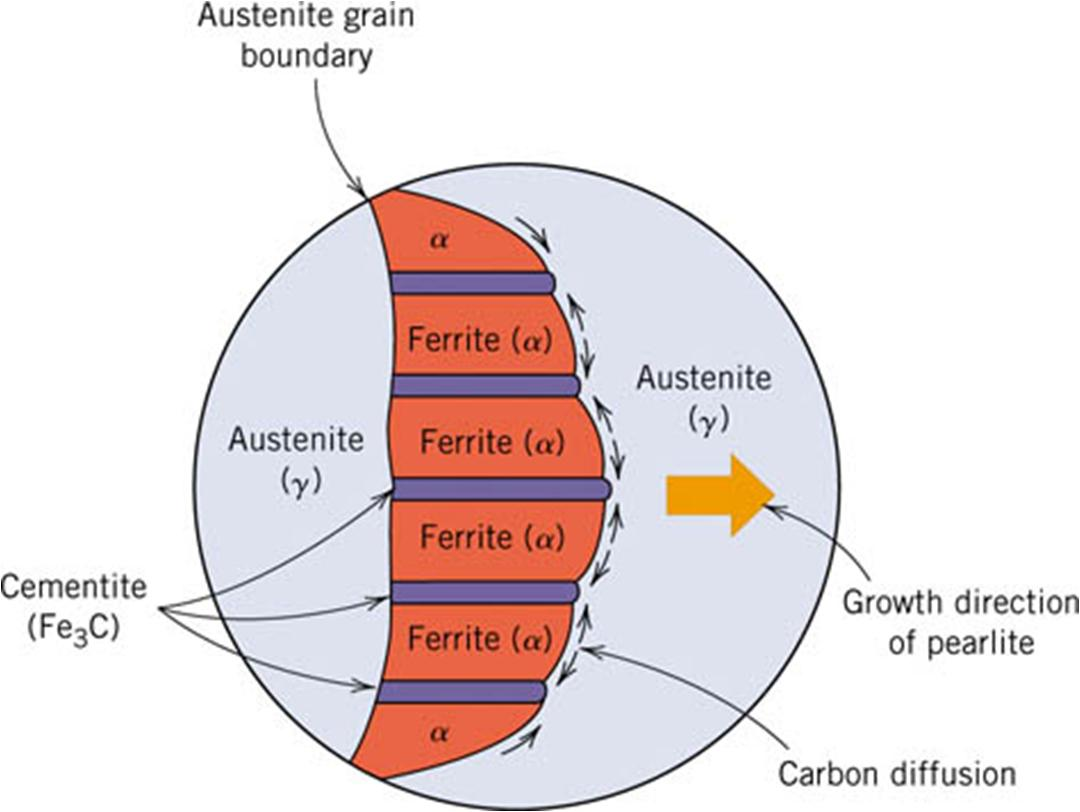 Austenite grain
boundary
α
Ferrite (α)
Austenite
(γ)
Ferrite (α)
Austenite
(γ)
Ferrite (α)
Cementite
(Fe₃C)
Growth direction
of pearlite
Ferrite (α)
α
Carbon diffusion